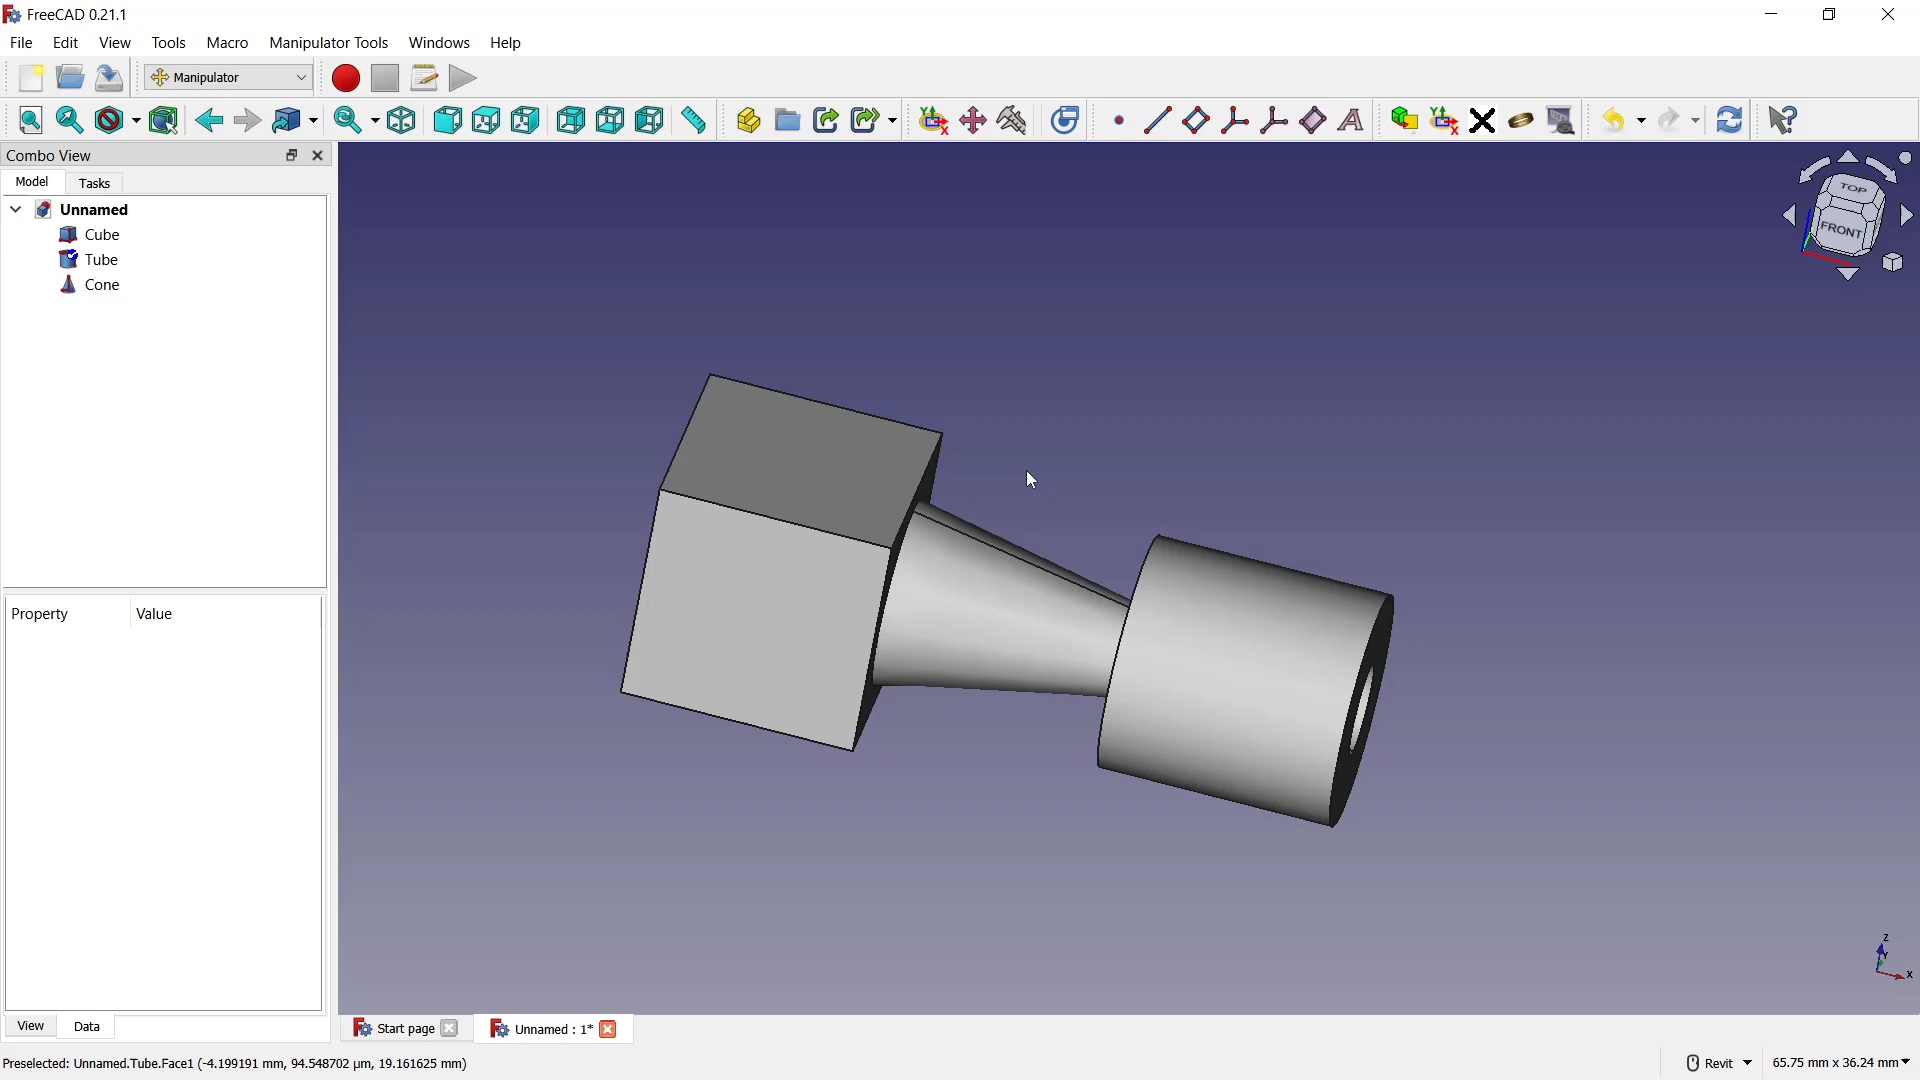 FreeCAD 0.21.1
File Edit View Tools Macro Manipulator Tools Windows Help
Manipulator
Combo View
Model Tasks
Unnamed
Cube
Tube
Cone
Property Value
TOP
FRONT
Z
Y
X
View Data
Start page Unnamed : 1*
Preselected: Unnamed.Tube.Face1 (-4.199191 mm, 94.548702 µm, 19.161625 mm)
Revit 65.75 mm x 36.24 mm